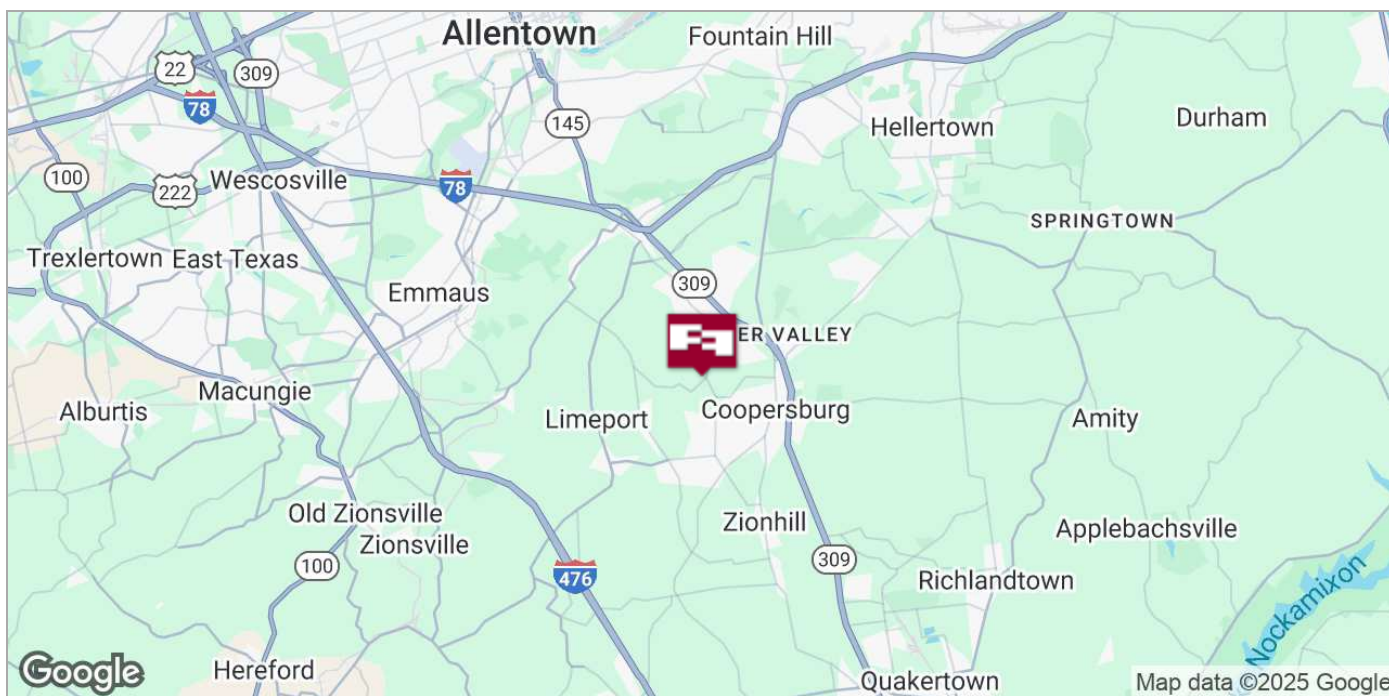 Allentown
Fountain Hill
22
309
78
145
Hellertown
Durham
100
222
Wescosville
78
SPRINGTOWN
Trexlertown
East Texas
Emmaus
309
ER VALLEY
Macungie
Alburtis
Limeport
Coopersburg
Amity
Old Zionsville
Zionsville
Zionhill
Applebachsville
100
476
309
Richlandtown
Nockamixon
Hereford
Quakertown
Google
Map data ©2025 Google